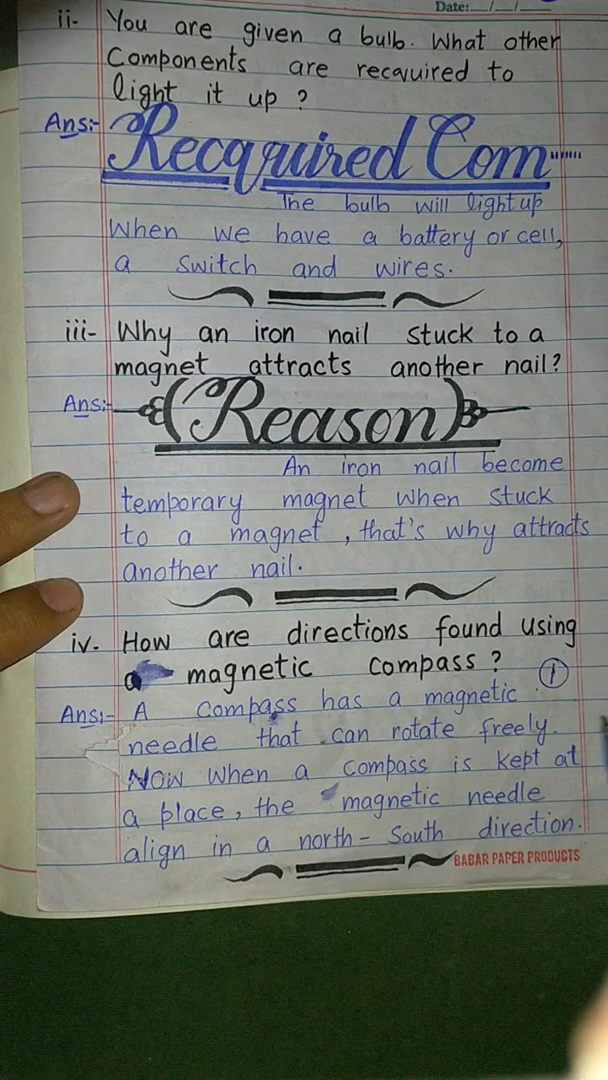 Date:__/__/__
ii- You are given a bulb. What other
Components are recquired to
light it up ?
Ans:- Recqquired Com......
The bulb will light up
When we have a battery or cell,
a switch and wires.
iii- Why an iron nail stuck to a
magnet attracts another nail?
Ans:- (Reason)
An iron nail become
temporary magnet when stuck
to a magnet, that's why attracts
another nail.
iv. How are directions found using
a magnetic compass ? 1
Ans:- A Compass has a magnetic
needle that can rotate freely.
Now when a compass is kept at
a place, the magnetic needle
align in a north - South direction.
BABAR PAPER PRODUCTS